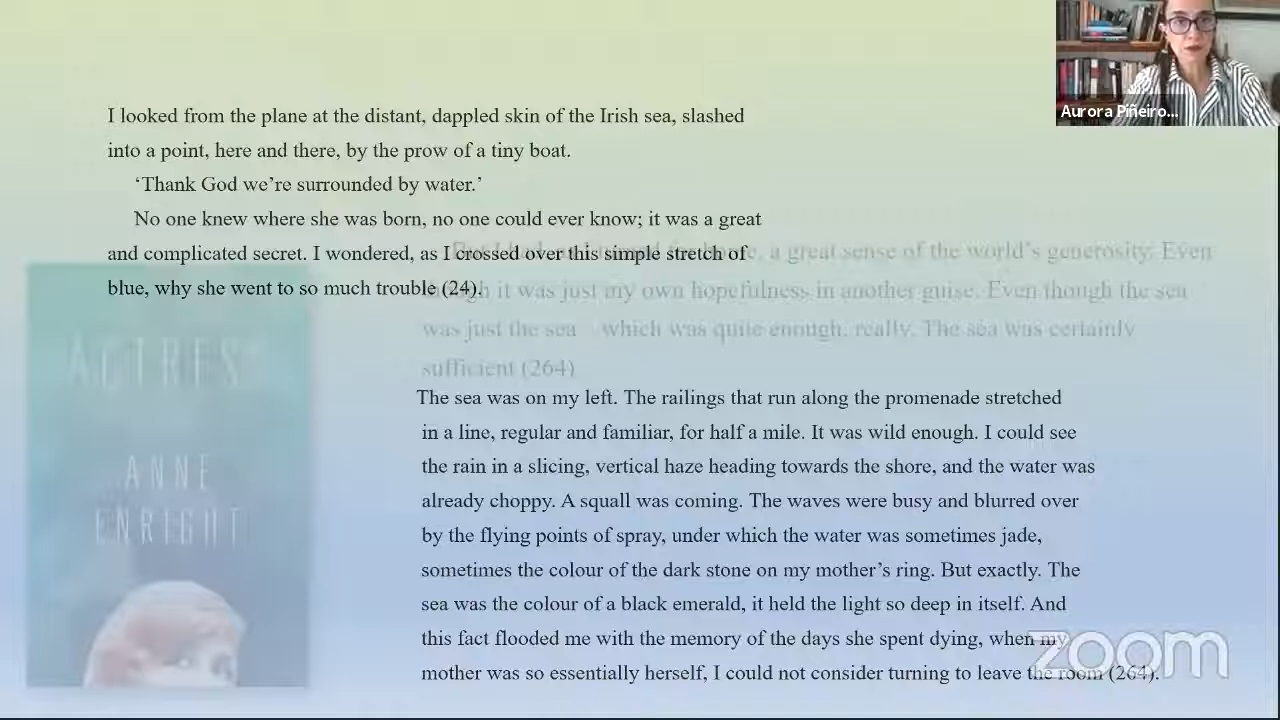 Aurora Piñeiro...
I looked from the plane at the distant, dappled skin of the Irish sea, slashed
into a point, here and there, by the prow of a tiny boat.
‘Thank God we’re surrounded by water.’
No one knew where she was born, no one could ever know; it was a great
and complicated secret. I wondered, as I crossed over this simple stretch of
blue, why she went to so much trouble (24).
a great sense of the world’s generosity. Even
it was just my own hopefulness in another guise. Even though the sea
was just the sea which was quite enough, really. The sea was certainly
sufficient (264)
ACTRESS
ANNE
ENRIGHT
The sea was on my left. The railings that run along the promenade stretched
in a line, regular and familiar, for half a mile. It was wild enough. I could see
the rain in a slicing, vertical haze heading towards the shore, and the water was
already choppy. A squall was coming. The waves were busy and blurred over
by the flying points of spray, under which the water was sometimes jade,
sometimes the colour of the dark stone on my mother’s ring. But exactly. The
sea was the colour of a black emerald, it held the light so deep in itself. And
this fact flooded me with the memory of the days she spent dying, when my
mother was so essentially herself, I could not consider turning to leave the room (264).
zoom